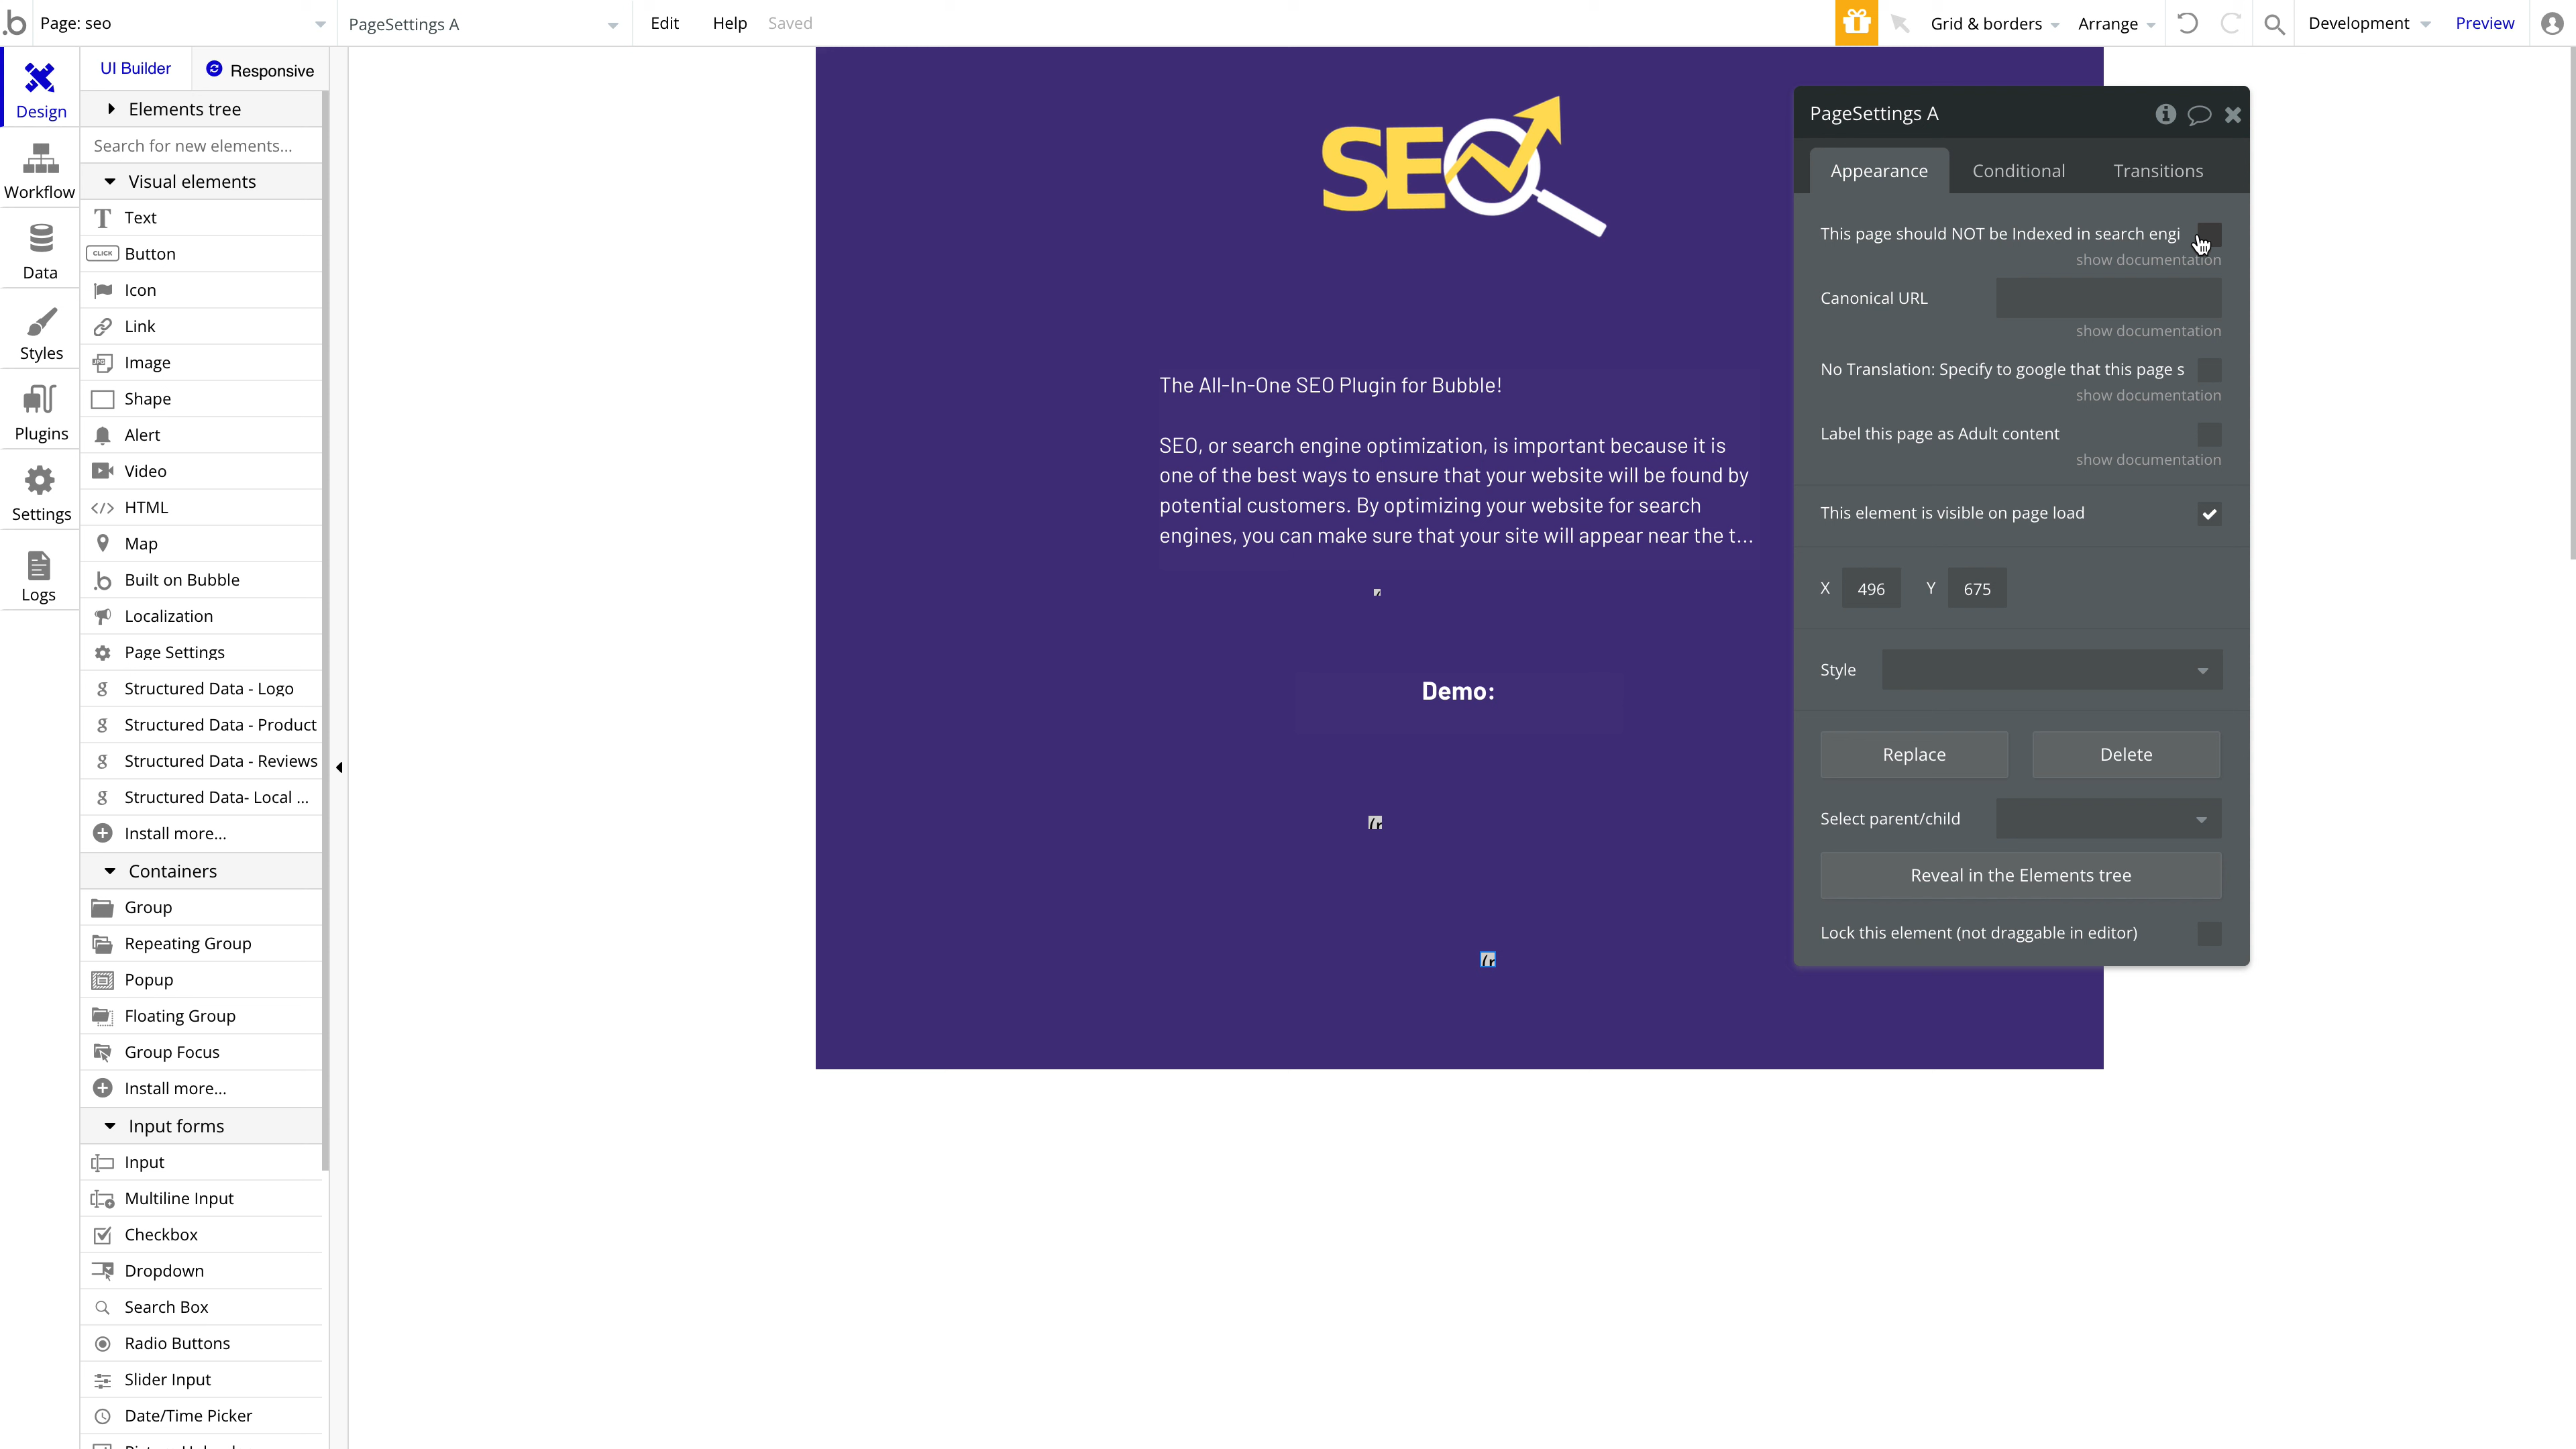 Page: seo
PageSettings A
Edit
Help
Saved
Grid & borders
Arrange
Development
Preview
Design
Workflow
Data
Styles
Plugins
Settings
Logs
UI Builder
Responsive
Elements tree
Search for new elements...
Visual elements
Text
CLICK Button
Icon
Link
Image
Shape
Alert
Video
</> HTML
Map
Built on Bubble
Localization
Page Settings
Structured Data - Logo
Structured Data - Product
Structured Data - Reviews
Structured Data- Local ...
Install more...
Containers
Group
Repeating Group
Popup
Floating Group
Group Focus
Install more...
Input forms
Input
Multiline Input
Checkbox
Dropdown
Search Box
Radio Buttons
Slider Input
Date/Time Picker
SEO
The All-In-One SEO Plugin for Bubble!
SEO, or search engine optimization, is important because it is
one of the best ways to ensure that your website will be found by
potential customers. By optimizing your website for search
engines, you can make sure that your site will appear near the t...
Demo:
PageSettings A
Appearance
Conditional
Transitions
This page should NOT be Indexed in search engi
show documentation
Canonical URL
show documentation
No Translation: Specify to google that this page s
show documentation
Label this page as Adult content
show documentation
This element is visible on page load
X 496 Y 675
Style
Replace
Delete
Select parent/child
Reveal in the Elements tree
Lock this element (not draggable in editor)